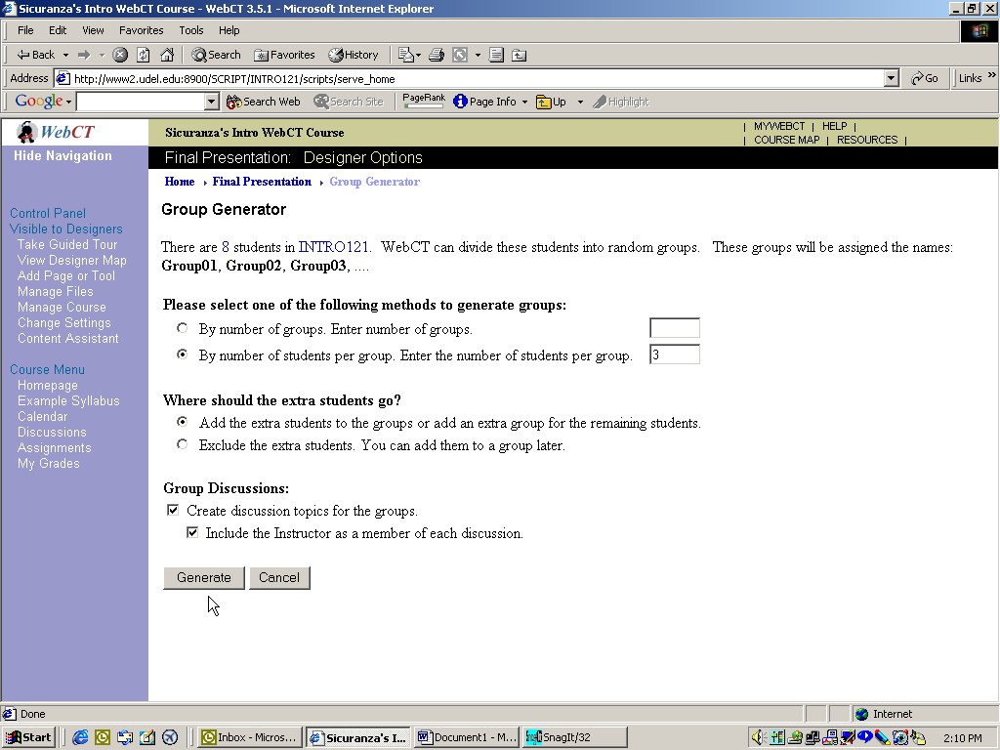 Sicuranza's Intro WebCT Course - WebCT 3.5.1 - Microsoft Internet Explorer
File Edit View Favorites Tools Help
Back Search Favorites History
Address http://www2.udel.edu:8900/SCRIPT/INTRO121/scripts/serve_home Go Links »
Google Search Web Search Site PageRank Page Info Up Highlight
WebCT Sicuranza's Intro WebCT Course | MYWEBCT | HELP |
| COURSE MAP | RESOURCES |
Hide Navigation Final Presentation: Designer Options
Home Final Presentation Group Generator
Control Panel
Visible to Designers
Take Guided Tour
View Designer Map
Add Page or Tool
Manage Files
Manage Course
Change Settings
Content Assistant
Course Menu
Homepage
Example Syllabus
Calendar
Discussions
Assignments
My Grades
Group Generator
There are 8 students in INTRO121. WebCT can divide these students into random groups. These groups will be assigned the names:
Group01, Group02, Group03, ....
Please select one of the following methods to generate groups:
By number of groups. Enter number of groups.
By number of students per group. Enter the number of students per group. 3
Where should the extra students go?
Add the extra students to the groups or add an extra group for the remaining students.
Exclude the extra students. You can add them to a group later.
Group Discussions:
Create discussion topics for the groups.
Include the Instructor as a member of each discussion.
Generate Cancel
Done Internet
Start Inbox - Micros... Sicuranza's I... Document1 - M... SnagIt/32 2:10 PM